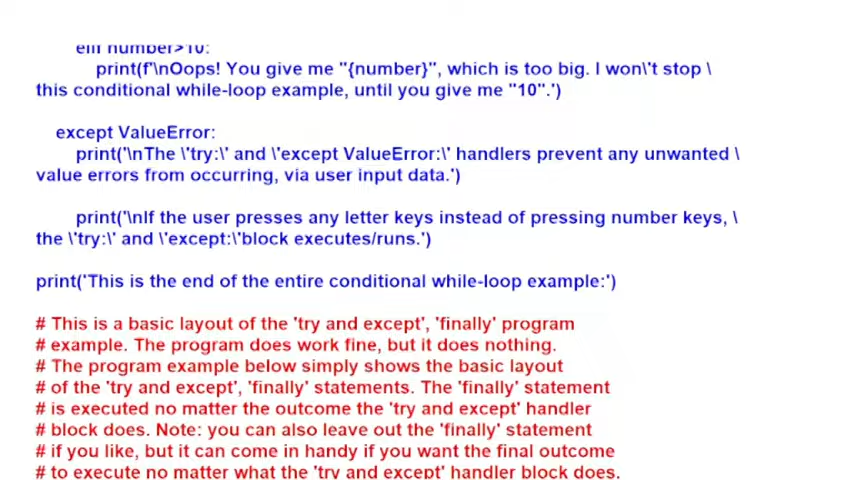 elif number>10:
print(f'\nOops! You give me "{number}", which is too big. I won\'t stop \
this conditional while-loop example, until you give me "10".')
except ValueError:
print('\nThe \'try:\' and \'except ValueError:\' handlers prevent any unwanted \
value errors from occurring, via user input data.')
print('\nIf the user presses any letter keys instead of pressing number keys, \
the \'try:\' and \'except:\'block executes/runs.')
print('This is the end of the entire conditional while-loop example:')
# This is a basic layout of the 'try and except', 'finally' program
# example. The program does work fine, but it does nothing.
# The program example below simply shows the basic layout
# of the 'try and except', 'finally' statements. The 'finally' statement
# is executed no matter the outcome the 'try and except' handler
# block does. Note: you can also leave out the 'finally' statement
# if you like, but it can come in handy if you want the final outcome
# to execute no matter what the 'try and except' handler block does.